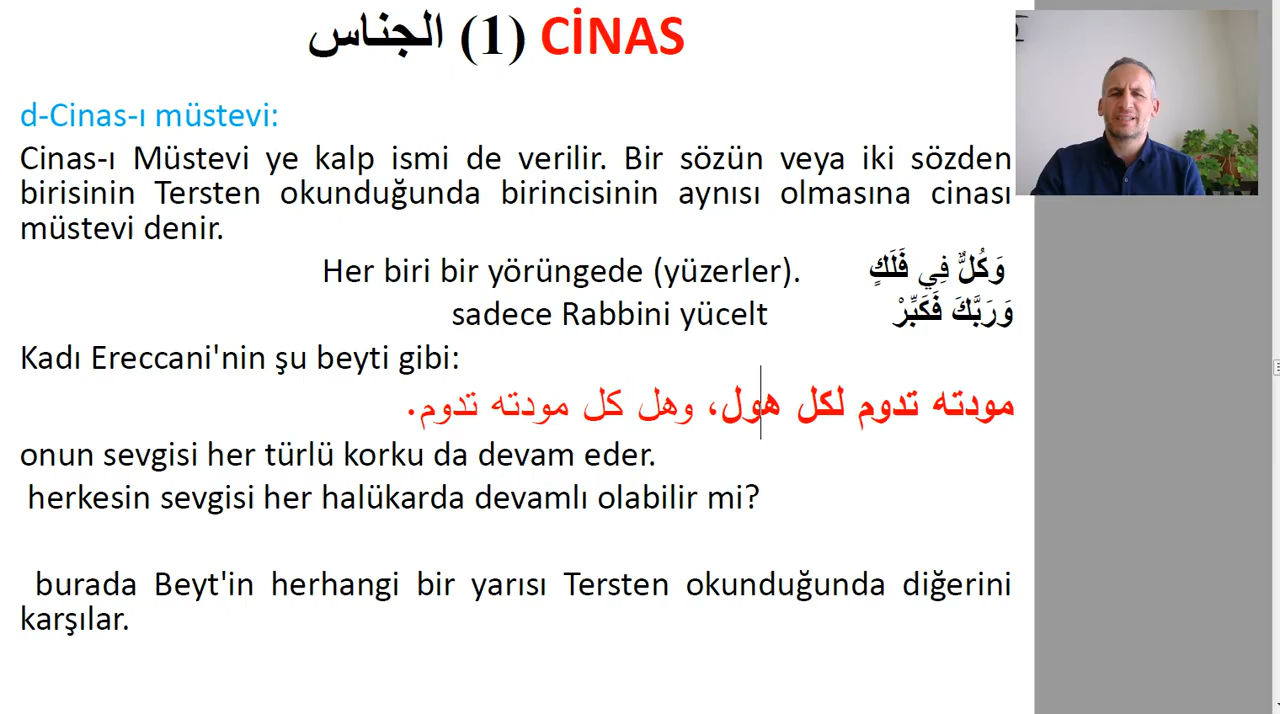 الجناس (1) CİNAS
d-Cinas-ı müstevi:
Cinas-ı Müstevi ye kalp ismi de verilir. Bir sözün veya iki sözden
birisinin Tersten okunduğunda birincisinin aynısı olmasına cinası
müstevi denir.
Her biri bir yörüngede (yüzerler). وَكُلٌّ فِي فَلَكٍ
sadece Rabbini yücelt وَرَبَّكَ فَكَبِّرْ
Kadı Ereccani'nin şu beyti gibi:
مودته تدوم لكل هول، وهل كل مودته تدوم.
onun sevgisi her türlü korku da devam eder.
herkesin sevgisi her halükarda devamlı olabilir mi?
burada Beyt'in herhangi bir yarısı Tersten okunduğunda diğerini
karşılar.